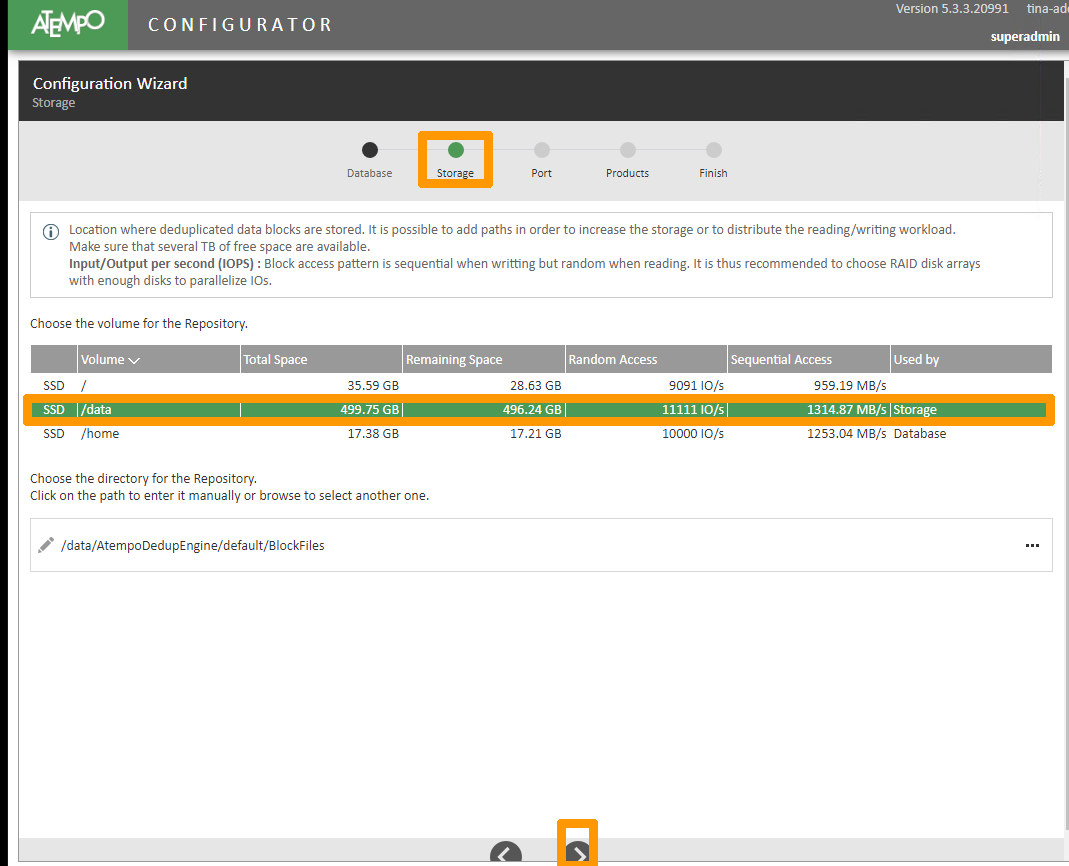 ATEMPO CONFIGURATOR Version 5.3.3.20991 tina-ade
superadmin
Configuration Wizard
Storage
Database Storage Port Products Finish
Location where deduplicated data blocks are stored. It is possible to add paths in order to increase the storage or to distribute the reading/writing workload.
Make sure that several TB of free space are available.
Input/Output per second (IOPS) : Block access pattern is sequential when writting but random when reading. It is thus recommended to choose RAID disk arrays
with enough disks to parallelize IOs.
Choose the volume for the Repository.
Volume Total Space Remaining Space Random Access Sequential Access Used by
SSD / 35.59 GB 28.63 GB 9091 IO/s 959.19 MB/s
SSD /data 499.75 GB 496.24 GB 11111 IO/s 1314.87 MB/s Storage
SSD /home 17.38 GB 17.21 GB 10000 IO/s 1253.04 MB/s Database
Choose the directory for the Repository.
Click on the path to enter it manually or browse to select another one.
/data/AtempoDedupEngine/default/BlockFiles